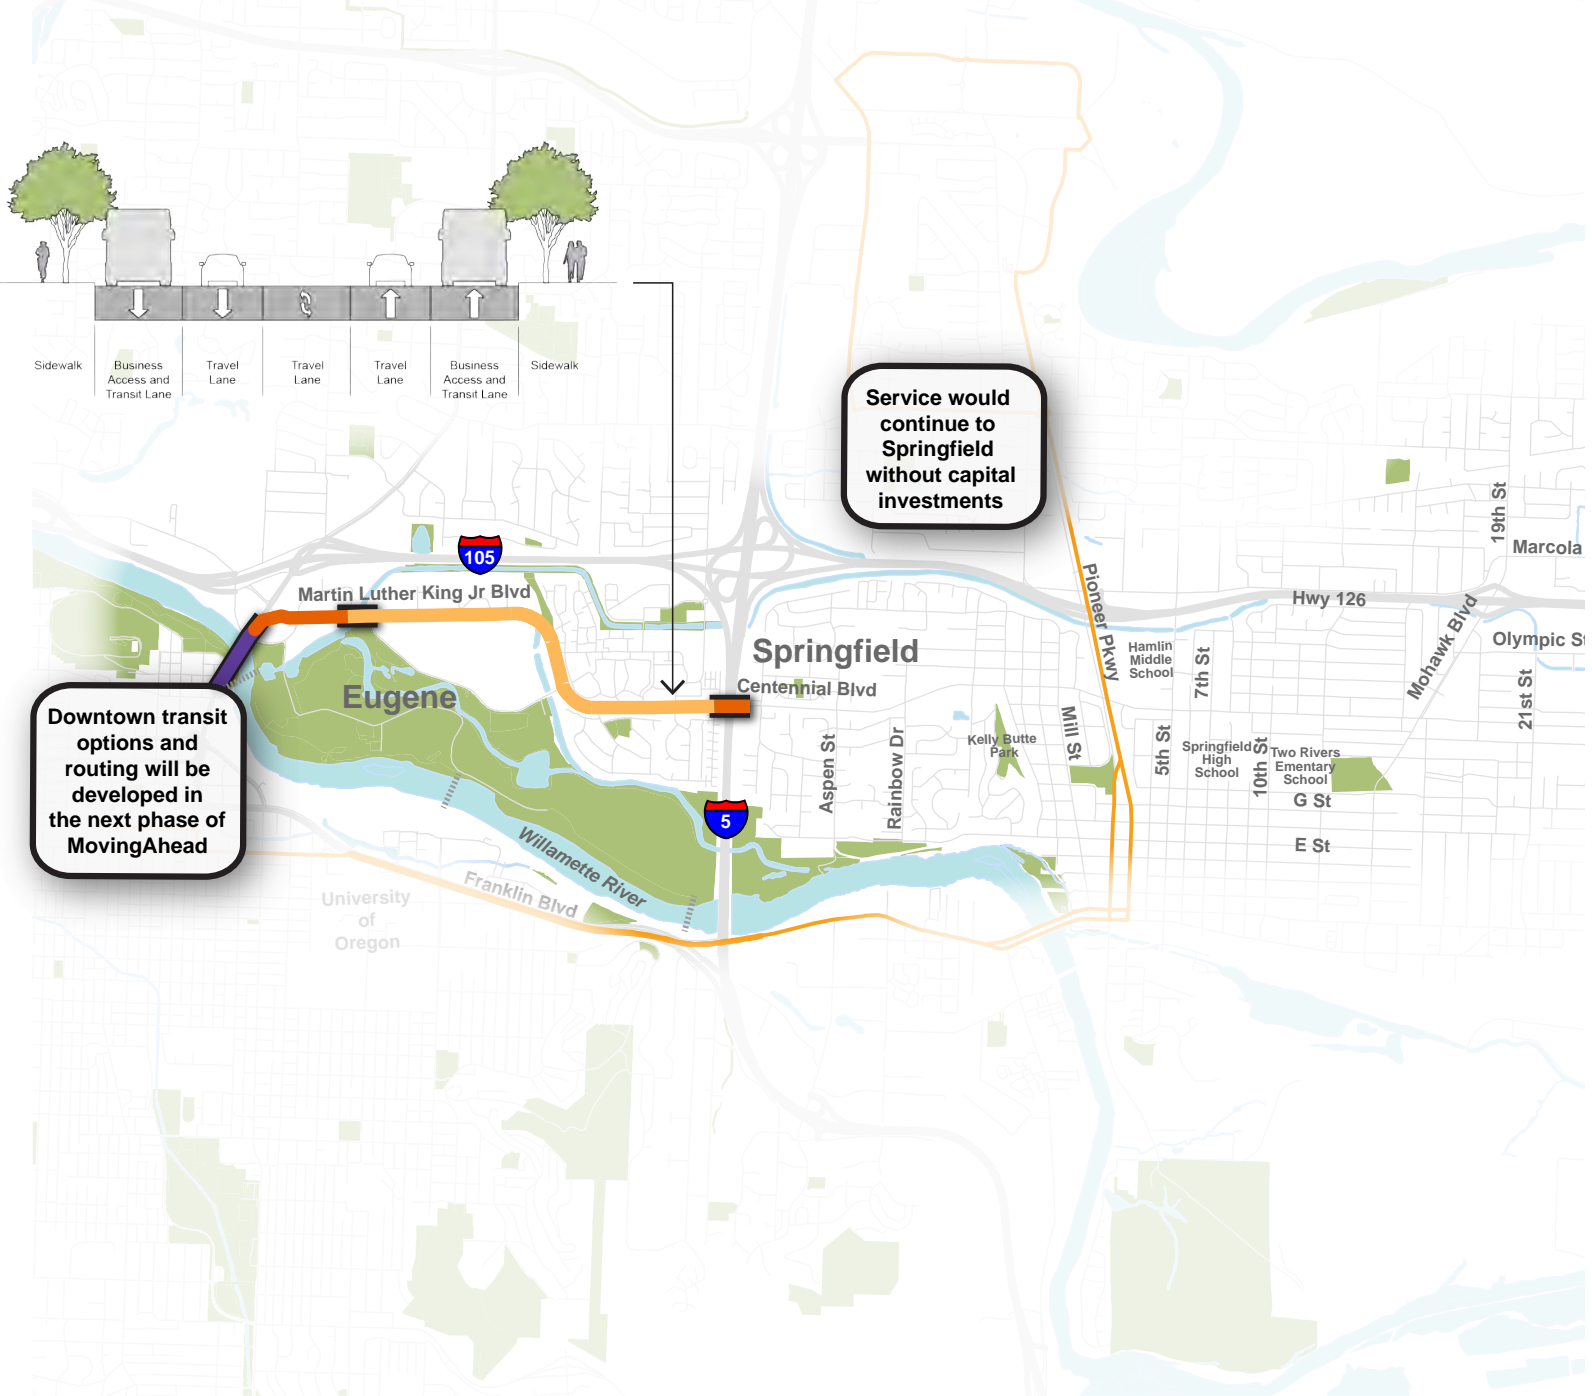 Sidewalk
Business
Access and
Transit Lane
Travel
Lane
Travel
Lane
Travel
Lane
Business
Access and
Transit Lane
Sidewalk
Service would
continue to
Springfield
without capital
investments
19th St
Marcola
105
Martin Luther King Jr Blvd
Pioneer Pkwy
Hwy 126
Mohawk Blvd
Olympic St
Springfield
Hamlin
Middle
School
7th St
Eugene
Centennial Blvd
21st St
Downtown transit
options and
routing will be
developed in
the next phase of
MovingAhead
Aspen St
Rainbow Dr
Kelly Butte
Park
Mill St
5th St
Springfield
High
School
10th St
Two Rivers
Ementary
School
G St
E St
5
Willamette River
Franklin Blvd
University
of
Oregon